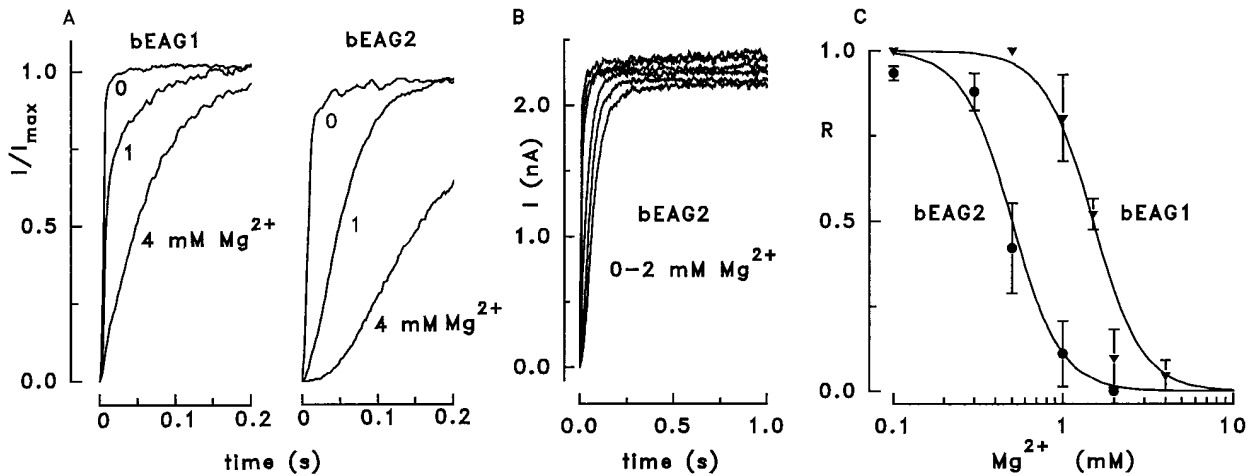 A
bEAG1
bEAG2
1.0
0.5
0.0
I/Imax
0
1
4 mM Mg2+
0
1
4 mM Mg2+
0 0.1 0.2
0 0.1 0.2
time (s)
B
2.0
1.0
0.0
I (nA)
bEAG2
0-2 mM Mg2+
0.0 0.5 1.0
time (s)
C
1.0
R
0.5
0.0
bEAG2
bEAG1
0.1 1 10
Mg2+ (mM)